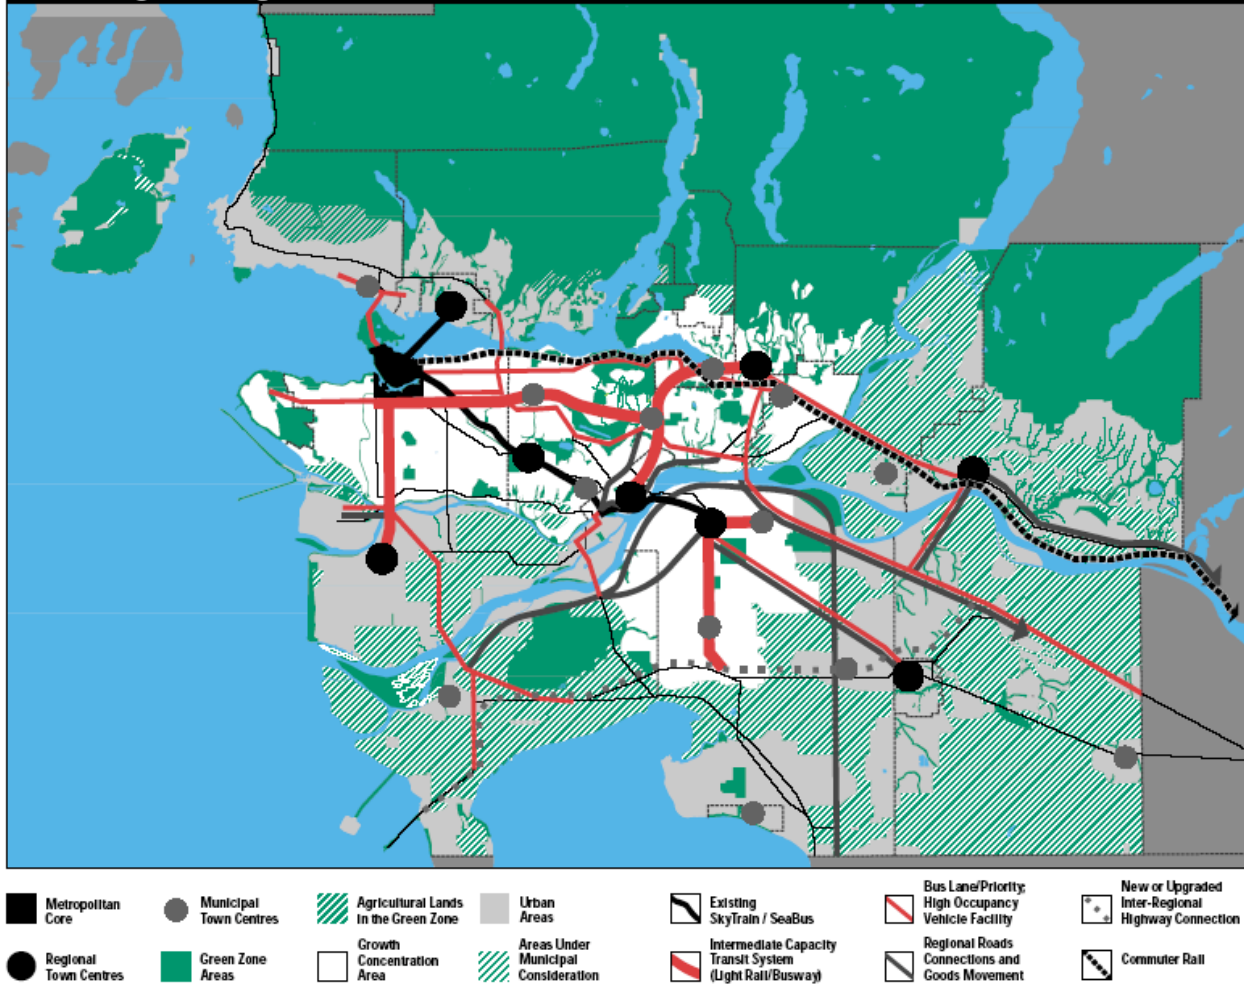 Metropolitan
Core
Municipal
Town Centres
Agricultural Lands
in the Green Zone
Urban
Areas
Existing
SkyTrain / SeaBus
Bus Lane/Priority;
High Occupancy
Vehicle Facility
New or Upgraded
Inter-Regional
Highway Connection
Regional
Town Centres
Green Zone
Areas
Growth
Concentration
Area
Areas Under
Municipal
Consideration
Intermediate Capacity
Transit System
(Light Rail/Busway)
Regional Roads
Connections and
Goods Movement
Commuter Rail